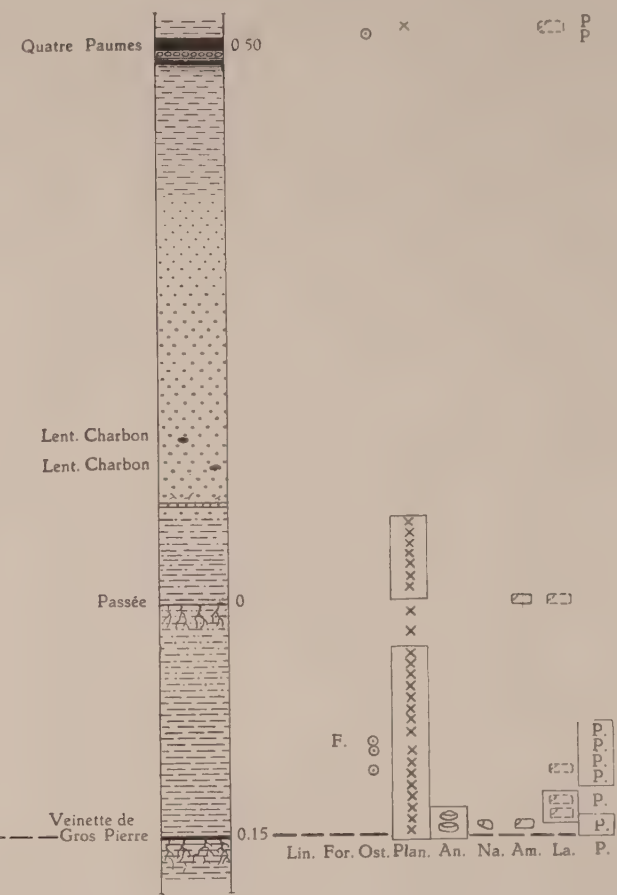 P
Quatre Paumes 0 50 P
Lent. Charbon
Lent. Charbon
Passée 0
P.
F. P.
P.
P.
P.
Veinette de
Gros Pierre 0.15 P.
Lin. For. Ost. Plan. An. Na. Am. La. P.